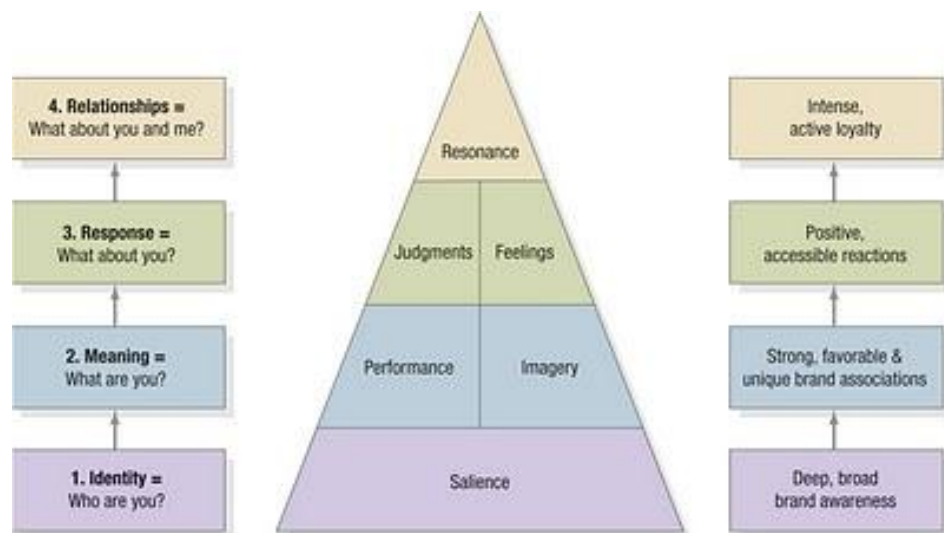 4. Relationships =
What about you and me?
3. Response =
What about you?
2. Meaning =
What are you?
1. Identity =
Who are you?
Resonance
Judgments
Feelings
Performance
Imagery
Salience
Intense,
active loyalty
Positive,
accessible reactions
Strong, favorable &
unique brand associations
Deep, broad
brand awareness